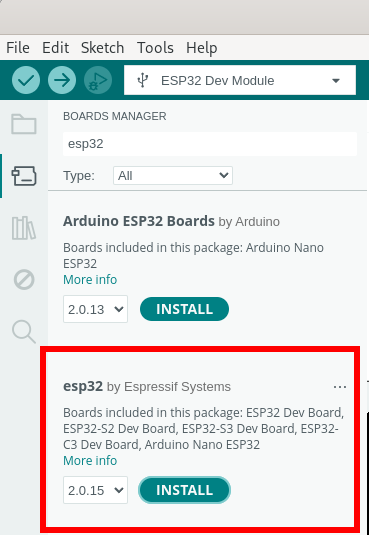 File Edit Sketch Tools Help
ESP32 Dev Module
BOARDS MANAGER
esp32
Type: All
Arduino ESP32 Boards by Arduino
Boards included in this package: Arduino Nano
ESP32
More info
2.0.13 INSTALL
esp32 by Espressif Systems ...
Boards included in this package: ESP32 Dev Board,
ESP32-S2 Dev Board, ESP32-S3 Dev Board, ESP32-
C3 Dev Board, Arduino Nano ESP32
More info
2.0.15 INSTALL